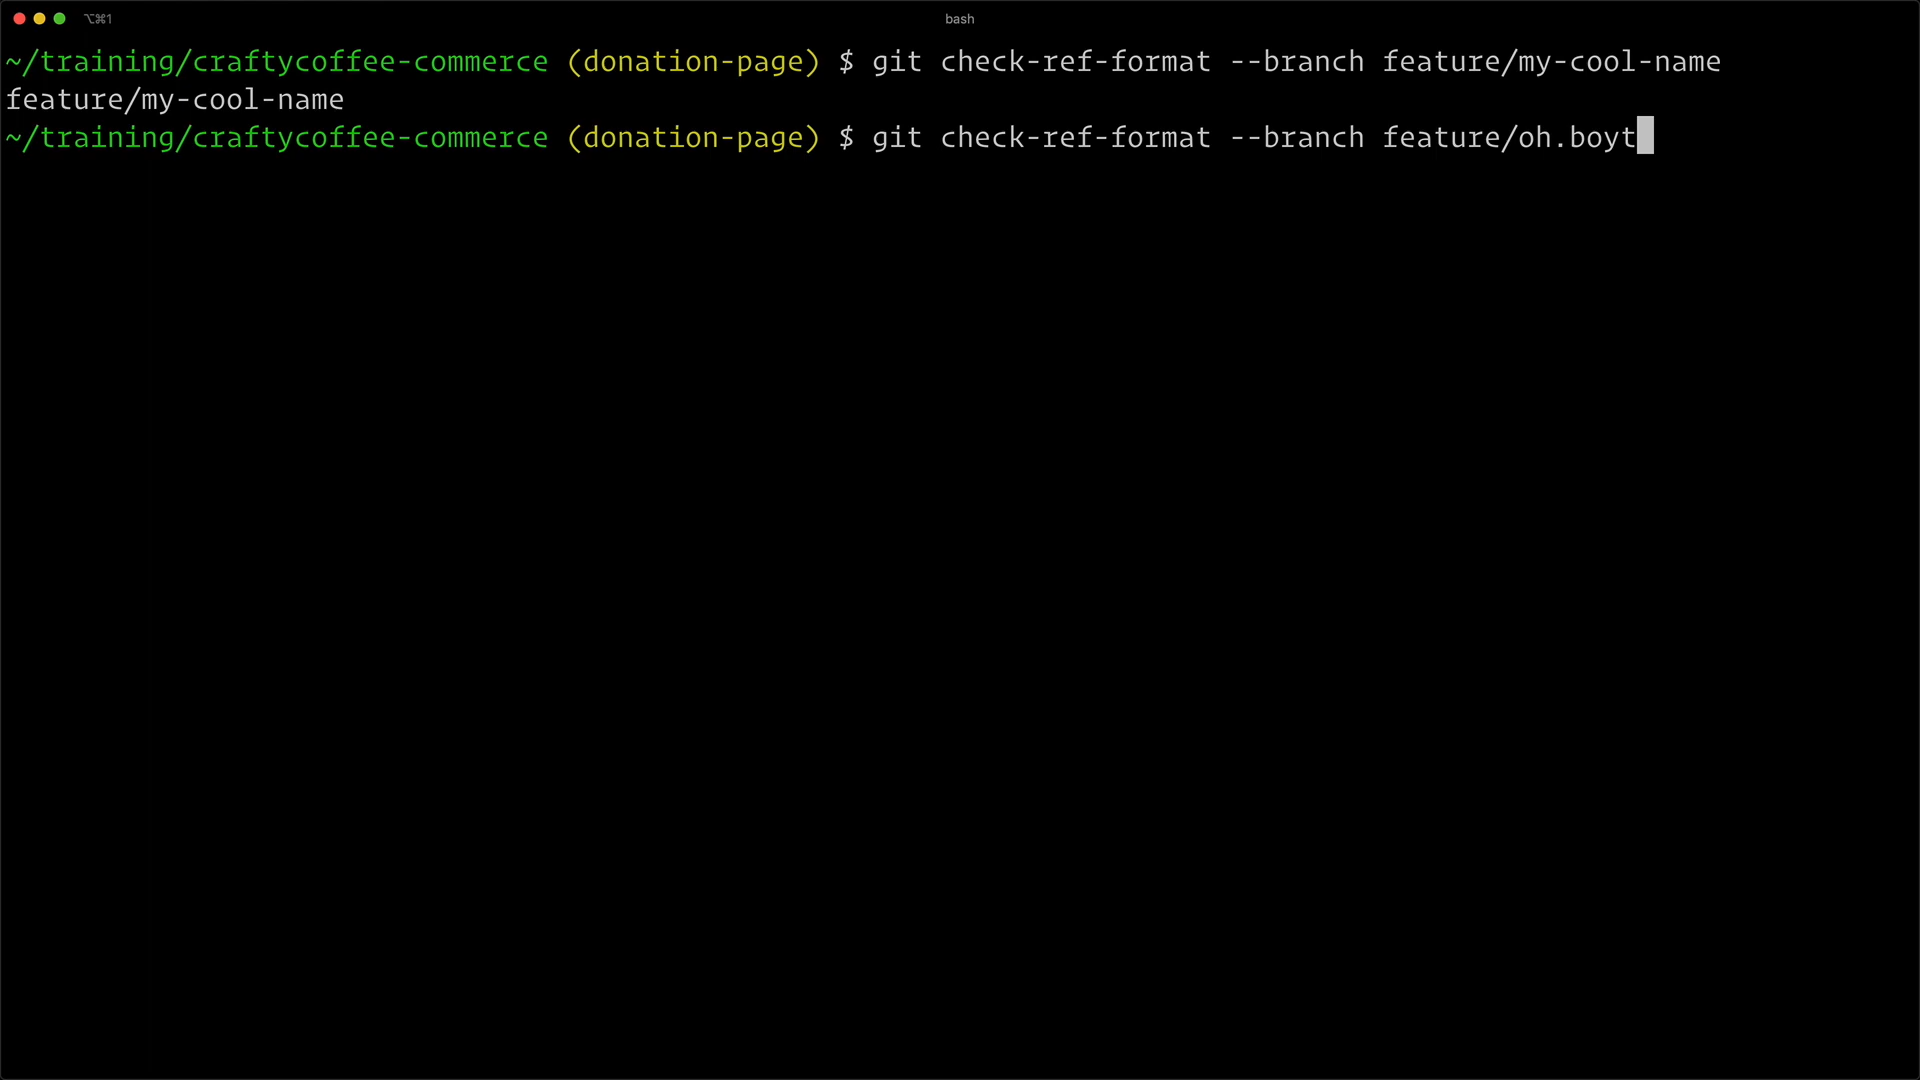 ⌥⌘1
bash
~/training/craftycoffee-commerce (donation-page) $ git check-ref-format --branch feature/my-cool-name
feature/my-cool-name
~/training/craftycoffee-commerce (donation-page) $ git check-ref-format --branch feature/oh.boyt